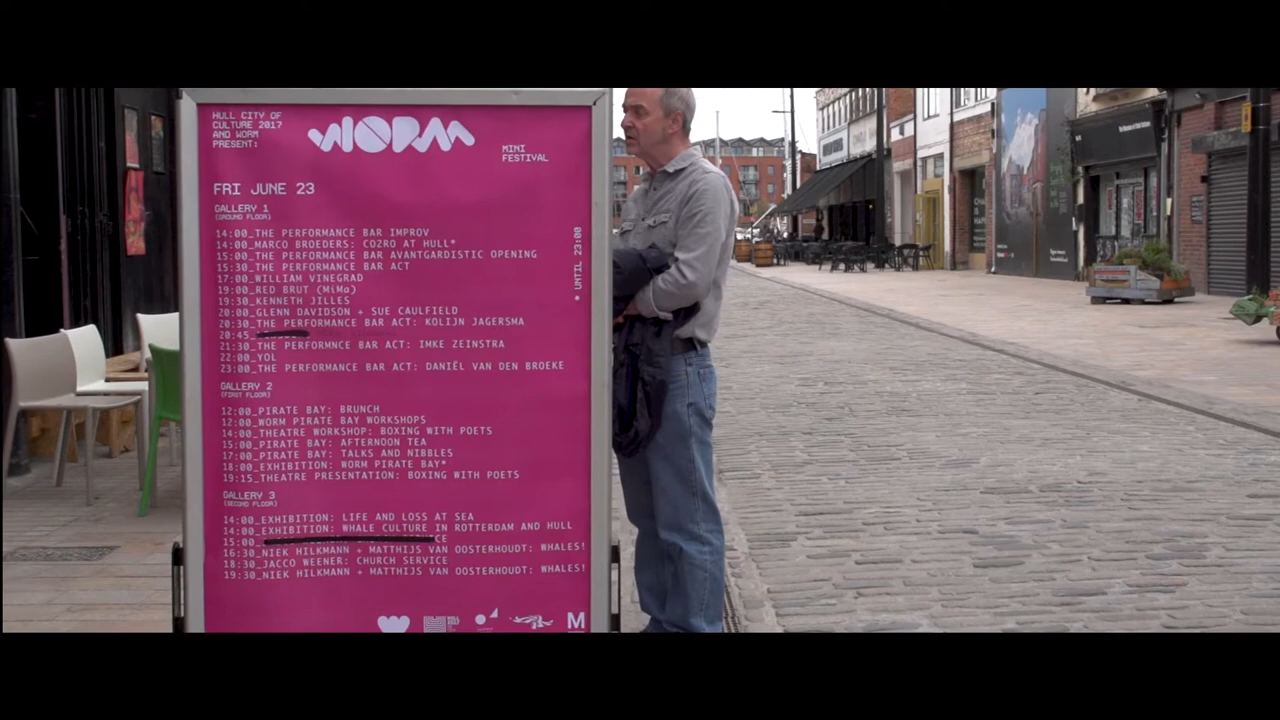 HULL CITY OF
CULTURE 2017
AND WORM
PRESENT:
WORM
MINI
FESTIVAL
FRI JUNE 23
GALLERY 1
(GROUND FLOOR)
14:00_THE PERFORMANCE BAR IMPROV
14:00_MARCO BROEDERS: CO2RO AT HULL*
15:00_THE PERFORMANCE BAR AVANTGARDISTIC OPENING
15:30_THE PERFORMANCE BAR ACT
17:00_WILLIAM VINEGRAD
19:00_RED BRUT (MiMa)
19:30_KENNETH JILLES
20:00_GLENN DAVIDSON + SUE CAULFIELD
20:30_THE PERFORMANCE BAR ACT: KOLIJN JAGERSMA
20:45_
21:30_THE PERFORMNCE BAR ACT: IMKE ZEINSTRA
22:00_YOL
23:00_THE PERFORMANCE BAR ACT: DANIËL VAN DEN BROEKE
* UNTIL 23:00
GALLERY 2
(FIRST FLOOR)
12:00_PIRATE BAY: BRUNCH
12:00_WORM PIRATE BAY WORKSHOPS
14:00_THEATRE WORKSHOP: BOXING WITH POETS
15:00_PIRATE BAY: AFTERNOON TEA
17:00_PIRATE BAY: TALKS AND NIBBLES
18:00_EXHIBITION: WORM PIRATE BAY*
19:15_THEATRE PRESENTATION: BOXING WITH POETS
GALLERY 3
(SECOND FLOOR)
14:00_EXHIBITION: LIFE AND LOSS AT SEA
14:00_EXHIBITION: WHALE CULTURE IN ROTTERDAM AND HULL
15:00_ CE
16:30_NIEK HILKMANN + MATTHIJS VAN OOSTERHOUDT: WHALES!
18:30_JACCO WEENER: CHURCH SERVICE
19:30_NIEK HILKMANN + MATTHIJS VAN OOSTERHOUDT: WHALES!
M